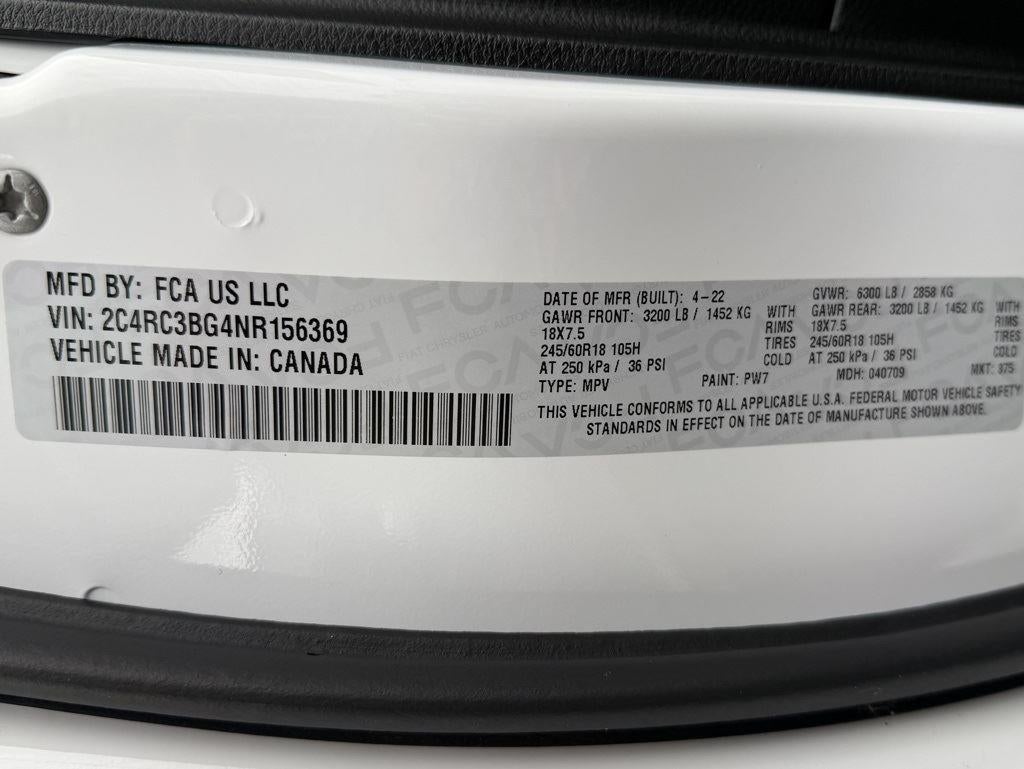 MFD BY: FCA US LLC
VIN: 2C4RC3BG4NR156369
VEHICLE MADE IN: CANADA
DATE OF MFR (BUILT): 4-22 GVWR: 6300 LB / 2858 KG
GAWR FRONT: 3200 LB / 1452 KG WITH GAWR REAR: 3200 LB / 1452 KG WITH
18X7.5 RIMS 18X7.5 RIMS
245/60R18 105H TIRES 245/60R18 105H TIRES
AT 250 kPa / 36 PSI COLD AT 250 kPa / 36 PSI COLD
TYPE: MPV PAINT: PW7 MDH: 040709 MKT: 375
THIS VEHICLE CONFORMS TO ALL APPLICABLE U.S.A. FEDERAL MOTOR VEHICLE SAFETY
STANDARDS IN EFFECT ON THE DATE OF MANUFACTURE SHOWN ABOVE.